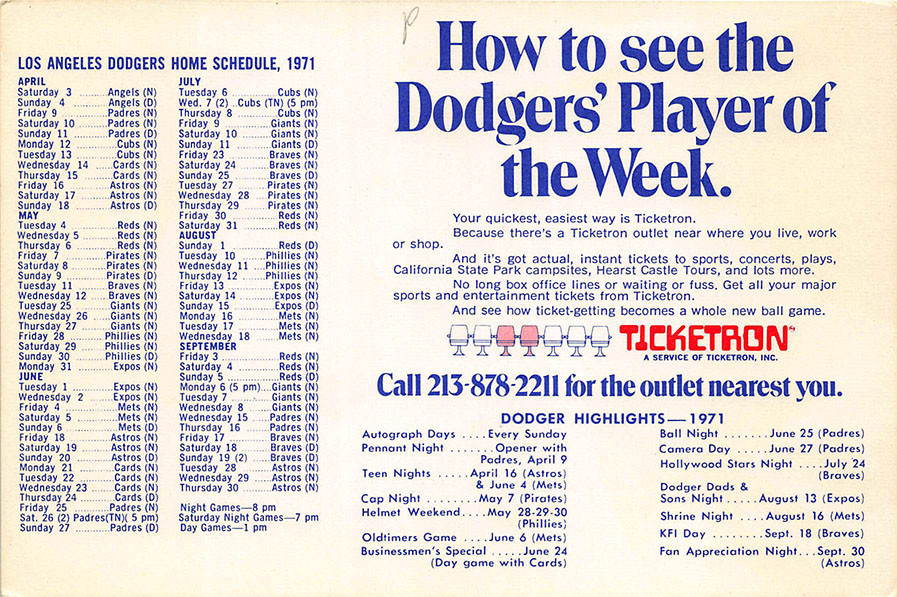 LOS ANGELES DODGERS HOME SCHEDULE, 1971
APRIL
Saturday 3 ........Angels (N)
Sunday 4 ..........Angels (D)
Friday 9 ..........Padres (N)
Saturday 10 .......Padres (N)
Sunday 11 .........Padres (D)
Monday 12 ..........Cubs (N)
Tuesday 13 .........Cubs (N)
Wednesday 14 ......Cards (N)
Thursday 15 .......Cards (N)
Friday 16 .........Astros (N)
Saturday 17 .......Astros (N)
Sunday 18 .........Astros (D)
MAY
Tuesday 4 ..........Reds (N)
Wednesday 5 ........Reds (N)
Thursday 6 .........Reds (N)
Friday 7 ..........Pirates (N)
Saturday 8 ........Pirates (N)
Sunday 9 ..........Pirates (D)
Tuesday 11 ........Braves (N)
Wednesday 12 .....Braves (N)
Tuesday 25 ........Giants (N)
Wednesday 26 .....Giants (N)
Thursday 27 .......Giants (N)
Friday 28 ........Phillies (N)
Saturday 29 ......Phillies (N)
Sunday 30 ........Phillies (D)
Monday 31 ..........Expos (N)
JUNE
Tuesday 1 .........Expos (N)
Wednesday 2 .......Expos (N)
Friday 4 ...........Mets (N)
Saturday 5 .........Mets (N)
Sunday 6 ...........Mets (D)
Friday 18 .........Astros (N)
Saturday 19 .......Astros (N)
Sunday 20 .........Astros (D)
Monday 21 ..........Cards (N)
Tuesday 22 .........Cards (N)
Wednesday 23 ......Cards (N)
Thursday 24 .......Cards (D)
Friday 25 .........Padres (N)
Sat. 26 (2) Padres(TN)( 5 pm)
Sunday 27 .........Padres (D)
JULY
Tuesday 6 ..........Cubs (N)
Wed. 7 (2) ..Cubs (TN) (5 pm)
Thursday 8 .........Cubs (N)
Friday 9 ..........Giants (N)
Saturday 10 .......Giants (N)
Sunday 11 .........Giants (D)
Friday 23 .........Braves (N)
Saturday 24 .......Braves (N)
Sunday 25 .........Braves (D)
Tuesday 27 .......Pirates (N)
Wednesday 28 ....Pirates (N)
Thursday 29 ......Pirates (N)
Friday 30 ..........Reds (N)
Saturday 31 ........Reds (N)
AUGUST
Sunday 1 ...........Reds (D)
Tuesday 10 .......Phillies (N)
Wednesday 11 ...Phillies (N)
Thursday 12 .....Phillies (N)
Friday 13 .........Expos (N)
Saturday 14 .......Expos (N)
Sunday 15 .........Expos (D)
Monday 16 ..........Mets (N)
Tuesday 17 .........Mets (N)
Wednesday 18 .......Mets (N)
SEPTEMBER
Friday 3 ...........Reds (N)
Saturday 4 .........Reds (N)
Sunday 5 ...........Reds (D)
Monday 6 (5 pm)....Giants (N)
Tuesday 7 .........Giants (N)
Wednesday 8 ......Giants (N)
Wednesday 15 .....Padres (N)
Thursday 16 .......Padres (N)
Friday 17 .........Braves (N)
Saturday 18 .......Braves (D)
Sunday 19 (2) .....Braves (D)
Tuesday 28 ........Astros (N)
Wednesday 29 .....Astros (N)
Thursday 30 .......Astros (N)
Night Games—8 pm
Saturday Night Games—7 pm
Day Games—1 pm
How to see the
Dodgers' Player of
the Week.
Your quickest, easiest way is Ticketron.
Because there's a Ticketron outlet near where you live, work
or shop.
And it's got actual, instant tickets to sports, concerts, plays,
California State Park campsites, Hearst Castle Tours, and lots more.
No long box office lines or waiting or fuss. Get all your major
sports and entertainment tickets from Ticketron.
And see how ticket-getting becomes a whole new ball game.
TICKETRON
A SERVICE OF TICKETRON, INC.
Call 213-878-2211 for the outlet nearest you.
DODGER HIGHLIGHTS—1971
Autograph Days ....Every Sunday
Pennant Night ........Opener with
Padres, April 9
Teen Nights .....April 16 (Astros)
& June 4 (Mets)
Cap Night ........May 7 (Pirates)
Helmet Weekend....May 28-29-30
(Phillies)
Oldtimers Game ....June 6 (Mets)
Businessmen's Special .....June 24
(Day game with Cards)
Ball Night .......June 25 (Padres)
Camera Day .....June 27 (Padres)
Hollywood Stars Night ....July 24
(Braves)
Dodger Dads &
Sons Night .....August 13 (Expos)
Shrine Night ....August 16 (Mets)
KFI Day ........Sept. 18 (Braves)
Fan Appreciation Night...Sept. 30
(Astros)